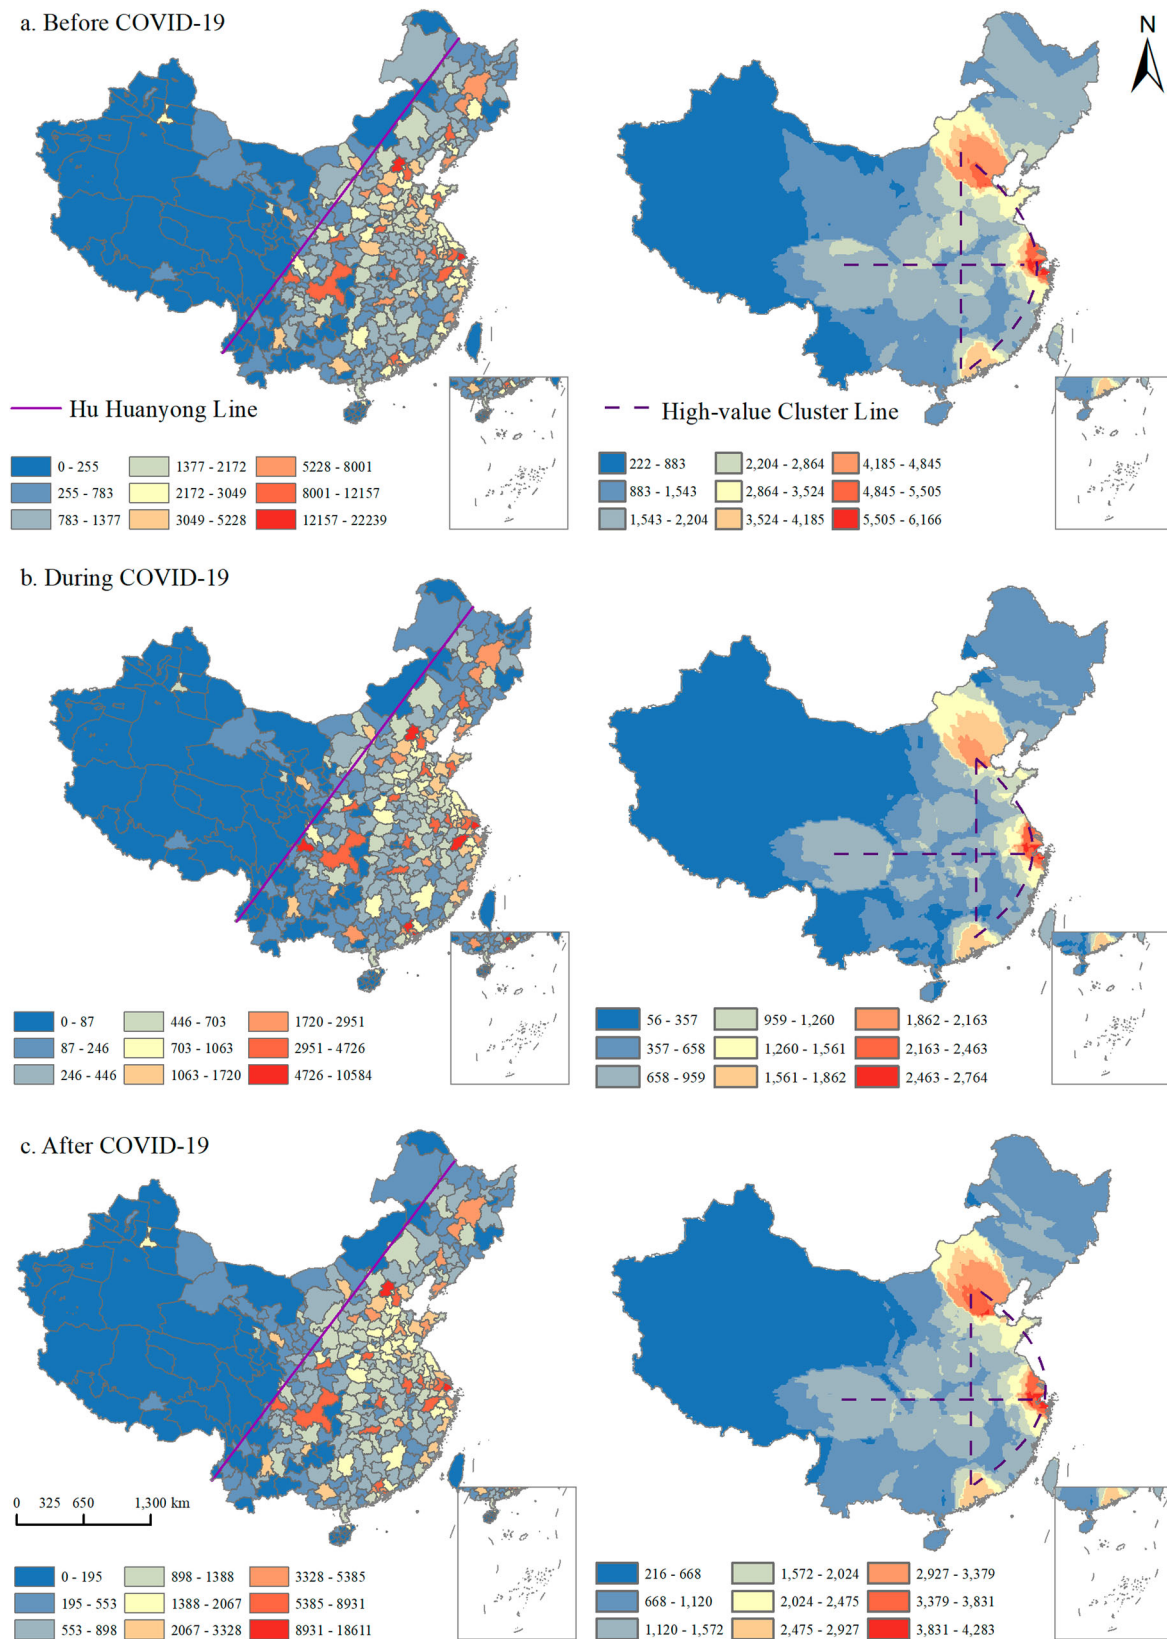 a. Before COVID-19
N
Hu Huanyong Line
High-value Cluster Line
0 - 255 1377 - 2172 5228 - 8001
255 - 783 2172 - 3049 8001 - 12157
783 - 1377 3049 - 5228 12157 - 22239
222 - 883 2,204 - 2,864 4,185 - 4,845
883 - 1,543 2,864 - 3,524 4,845 - 5,505
1,543 - 2,204 3,524 - 4,185 5,505 - 6,166
b. During COVID-19
0 - 87 446 - 703 1720 - 2951
87 - 246 703 - 1063 2951 - 4726
246 - 446 1063 - 1720 4726 - 10584
56 - 357 959 - 1,260 1,862 - 2,163
357 - 658 1,260 - 1,561 2,163 - 2,463
658 - 959 1,561 - 1,862 2,463 - 2,764
c. After COVID-19
0 325 650 1,300 km
0 - 195 898 - 1388 3328 - 5385
195 - 553 1388 - 2067 5385 - 8931
553 - 898 2067 - 3328 8931 - 18611
216 - 668 1,572 - 2,024 2,927 - 3,379
668 - 1,120 2,024 - 2,475 3,379 - 3,831
1,120 - 1,572 2,475 - 2,927 3,831 - 4,283